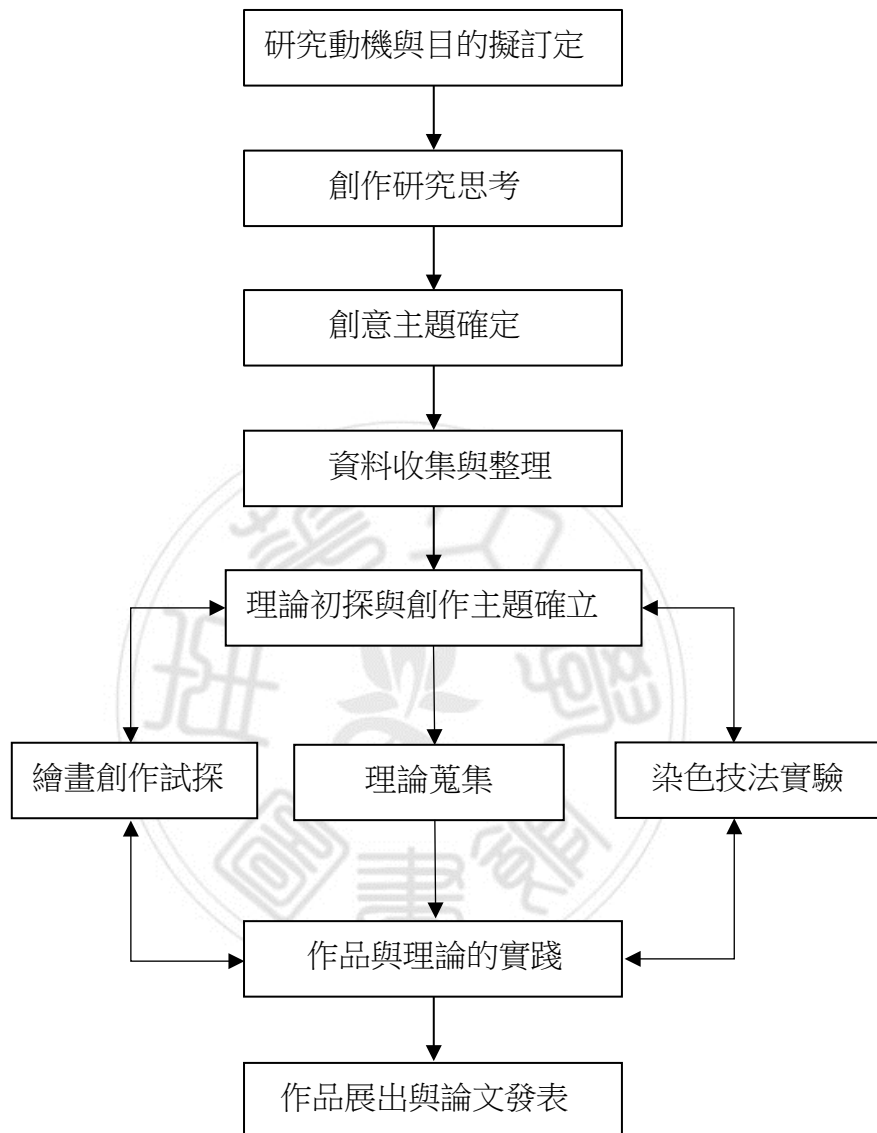 研究動機與目的擬訂定
創作研究思考
創意主題確定
資料收集與整理
理論初探與創作主題確立
繪畫創作試探
理論蒐集
染色技法實驗
作品與理論的實踐
作品展出與論文發表